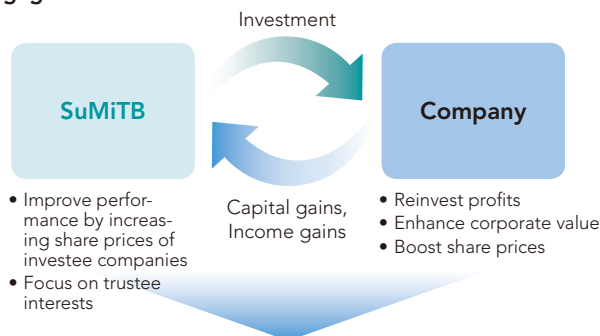 Investment
SuMiTB
Company
• Improve perfor-
mance by increas-
ing share prices of
investee companies
• Focus on trustee
interests
Capital gains,
Income gains
• Reinvest profits
• Enhance corporate value
• Boost share prices